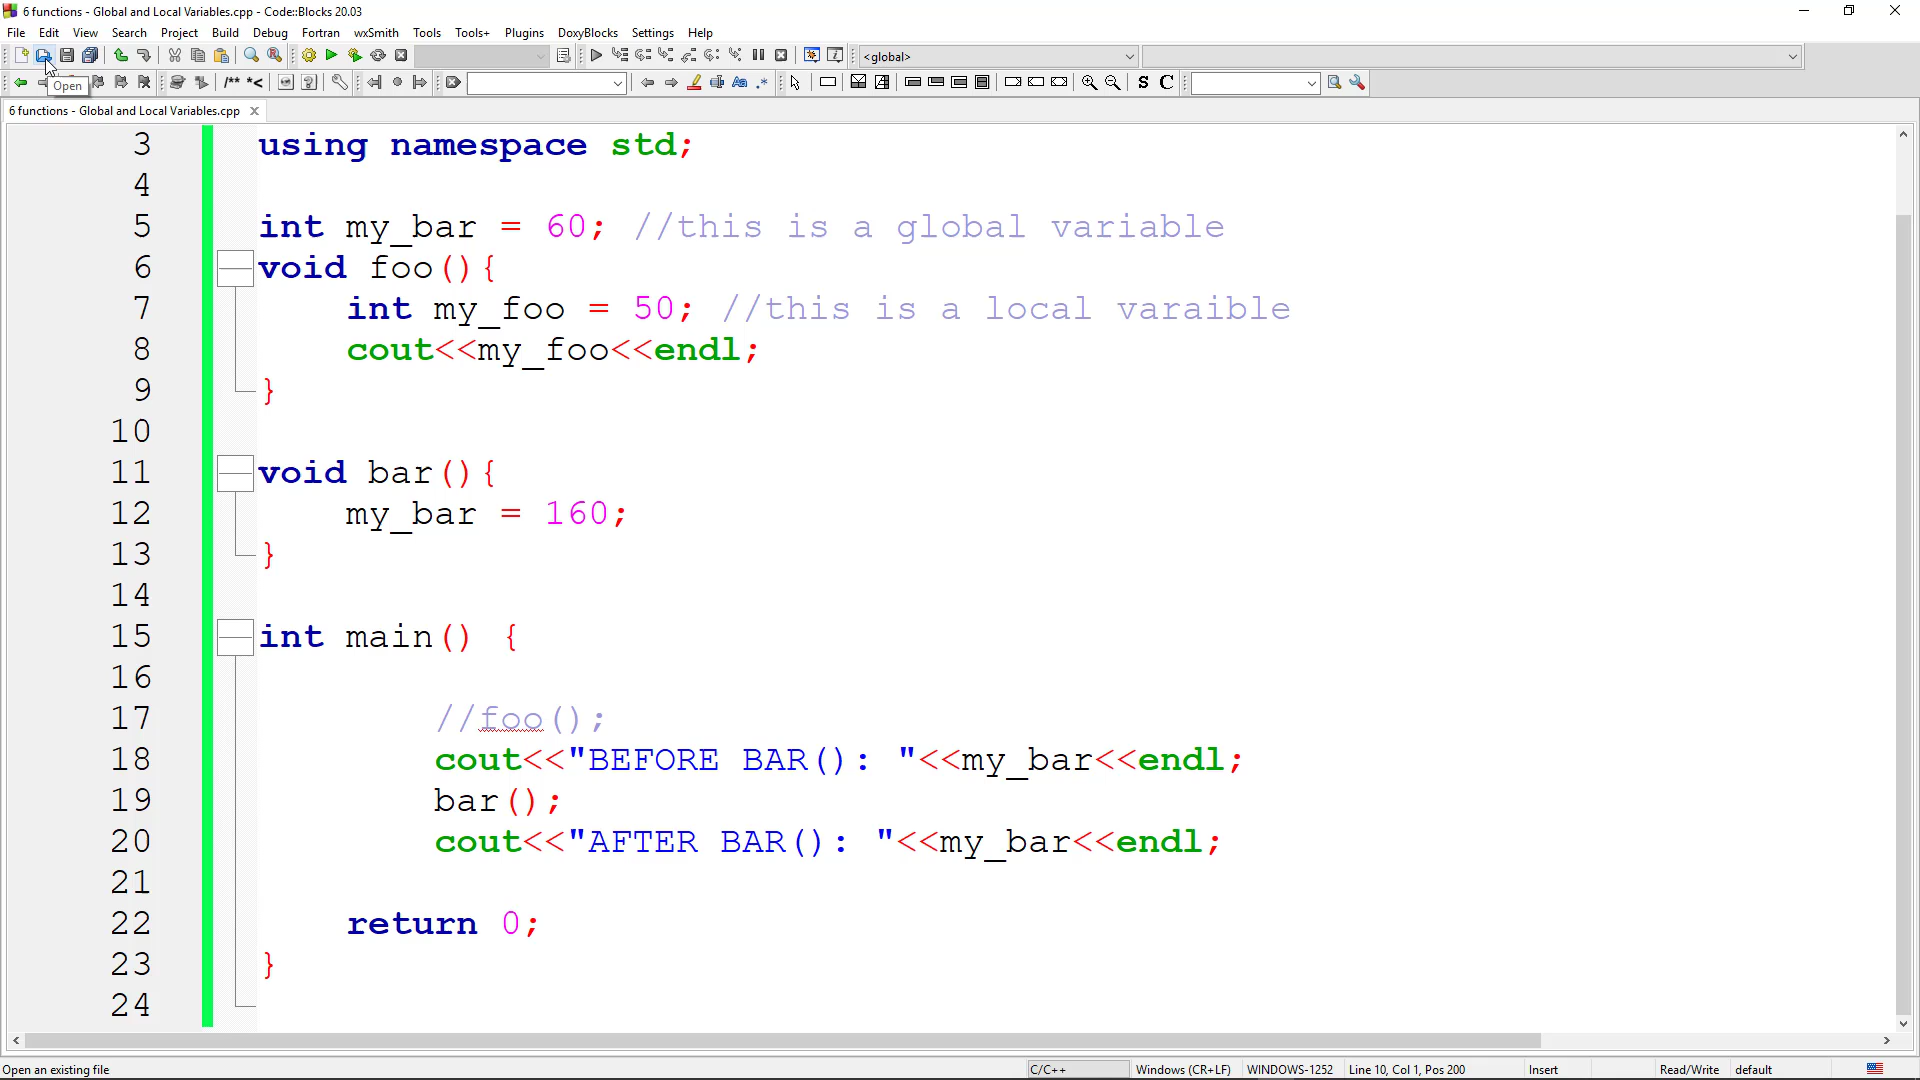 6 functions - Global and Local Variables.cpp - Code::Blocks 20.03
File Edit View Search Project Build Debug Fortran wxSmith Tools Tools+ Plugins DoxyBlocks Settings Help
<global>
/** *<
S C
Open
6 functions - Global and Local Variables.cpp
3 using namespace std;
4
5 int my_bar = 60; //this is a global variable
6 void foo(){
7 int my_foo = 50; //this is a local varaible
8 cout<<my_foo<<endl;
9 }
10
11 void bar(){
12 my_bar = 160;
13 }
14
15 int main() {
16
17 //foo();
18 cout<<"BEFORE BAR(): "<<my_bar<<endl;
19 bar();
20 cout<<"AFTER BAR(): "<<my_bar<<endl;
21
22 return 0;
23 }
24
Open an existing file C/C++ Windows (CR+LF) WINDOWS-1252 Line 10, Col 1, Pos 200 Insert Read/Write default